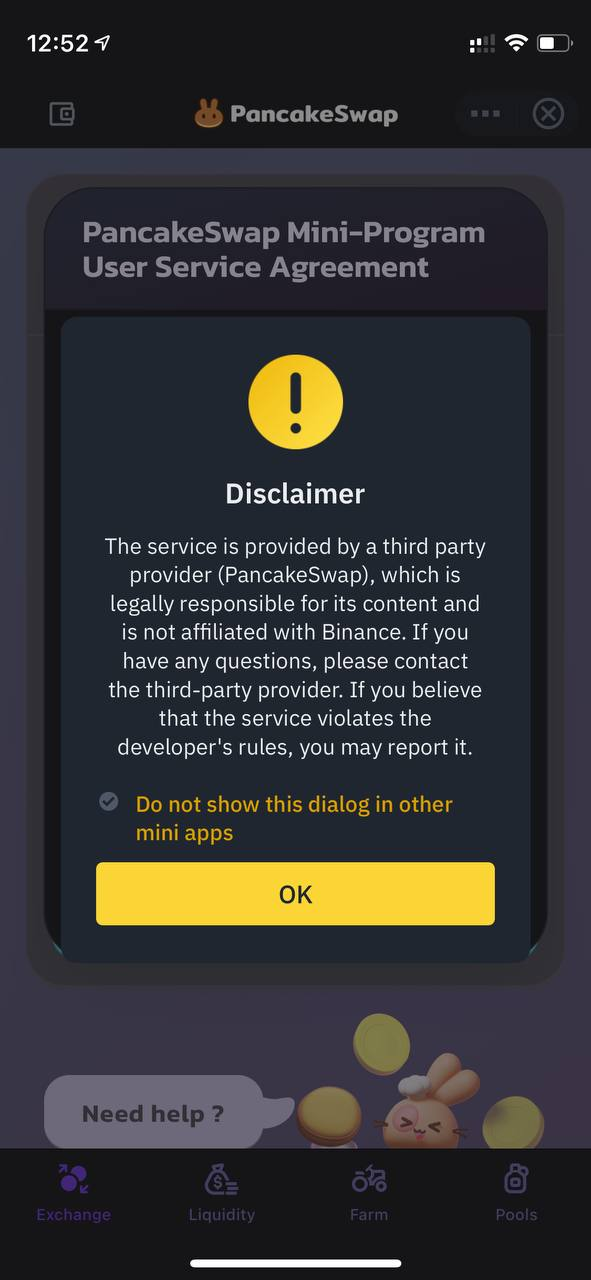 12:52
PancakeSwap
PancakeSwap Mini-Program
User Service Agreement
Disclaimer
The service is provided by a third party
provider (PancakeSwap), which is
legally responsible for its content and
is not affiliated with Binance. If you
have any questions, please contact
the third-party provider. If you believe
that the service violates the
developer's rules, you may report it.
Do not show this dialog in other
mini apps
OK
Need help ?
Exchange
Liquidity
Farm
Pools